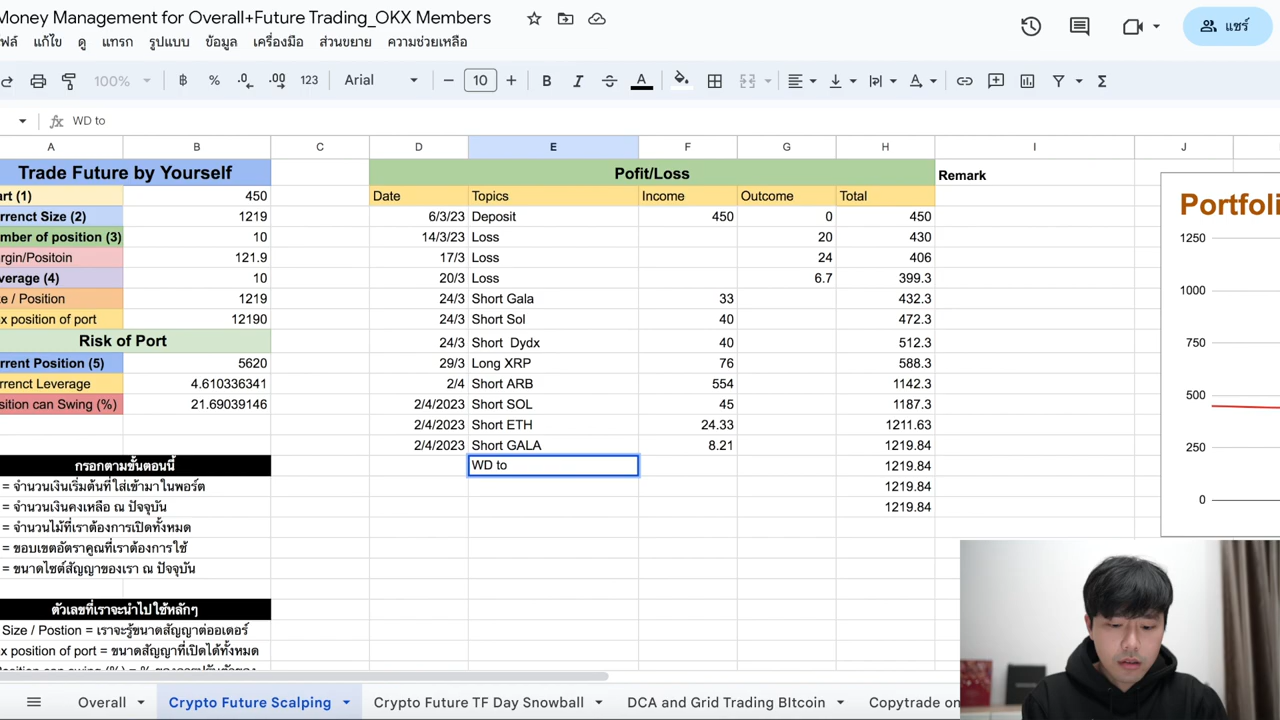 Money Management for Overall+Future Trading_OKX Members
ฟล์ แก้ไข ดู แทรก รูปแบบ ข้อมูล เครื่องมือ ส่วนขยาย ความช่วยเหลือ
แชร์
100% ฿ % .0 .00 123 Arial 10 B I A Σ
fx WD to
A B C D E F G H I J
Trade Future by Yourself Pofit/Loss Remark
art (1) 450 Date Topics Income Outcome Total
rrenct Size (2) 1219 6/3/23 Deposit 450 0 450
mber of position (3) 10 14/3/23 Loss 20 430
rgin/Positoin 121.9 17/3 Loss 24 406
verage (4) 10 20/3 Loss 6.7 399.3
ze / Position 1219 24/3 Short Gala 33 432.3
ax position of port 12190 24/3 Short Sol 40 472.3
Risk of Port 24/3 Short Dydx 40 512.3
rrent Position (5) 5620 29/3 Long XRP 76 588.3
rrenct Leverage 4.610336341 2/4 Short ARB 554 1142.3
sition can Swing (%) 21.69039146 2/4/2023 Short SOL 45 1187.3
2/4/2023 Short ETH 24.33 1211.63
2/4/2023 Short GALA 8.21 1219.84
กรอกตามขั้นตอนนี้ WD to 1219.84
= จำนวนเงินเริ่มต้นที่ใส่เข้ามาในพอร์ต 1219.84
= จำนวนเงินคงเหลือ ณ ปัจจุบัน 1219.84
= จำนวนไม้ที่เราต้องการเปิดทั้งหมด
= ขอบเขตอัตราคูณที่เราต้องการใช้
= ขนาดไซต์สัญญาของเรา ณ ปัจจุบัน
ตัวเลขที่เราจะนำไปใช้หลักๆ
Size / Postion = เราจะรู้ขนาดสัญญาต่อออเดอร์
ax position of port = ขนาดสัญญาที่เปิดได้ทั้งหมด
Portfoli
1250
1000
750
500
250
0
Overall Crypto Future Scalping Crypto Future TF Day Snowball DCA and Grid Trading BItcoin Copytrade on